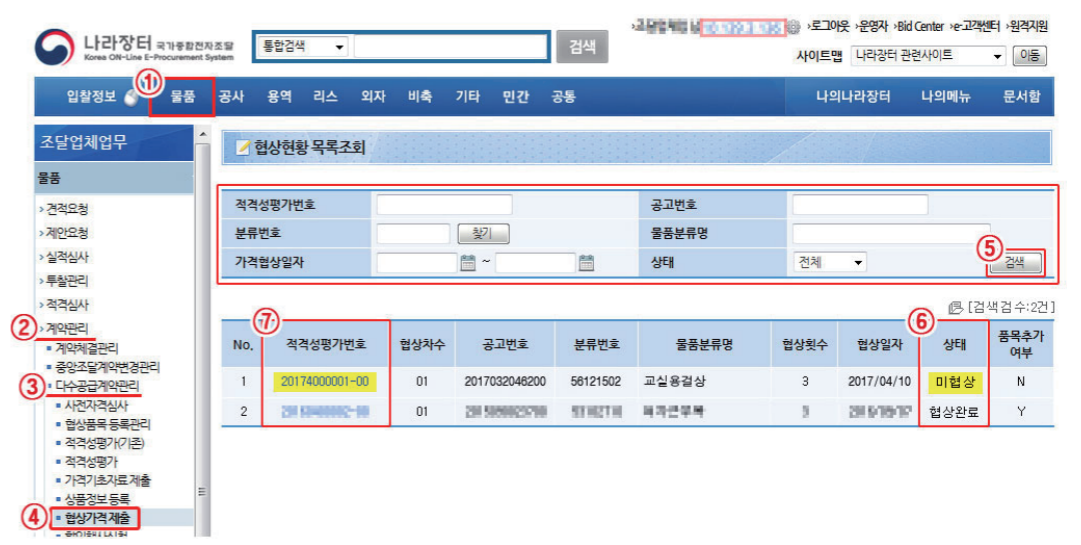 나라장터 국가종합전자조달
Korea ON-Line E-Procurement System
통합검색
검색
›로그아웃 ›운영자 ›Bid Center ›e-고객센터 ›원격지원
사이트맵 나라장터 관련사이트 이동
①
입찰정보 물품 공사 용역 리스 외자 비축 기타 민간 공통 나의나라장터 나의메뉴 문서함
조달업체업무
물품
›견적요청
›제안요청
›실적심사
›투찰관리
›적격심사
② ›계약관리
▪ 계약체결관리
▪ 중앙조달계약변경관리
③ ▪ 다수공급계약관리
▪ 사전자격심사
▪ 협상품목등록관리
▪ 적격성평가(기존)
▪ 적격성평가
▪ 가격기초자료제출
▪ 상품정보등록
④ ▪ 협상가격제출
▪ 할인행사신청
협상현황 목록조회
적격성평가번호 공고번호
분류번호 찾기 물품분류명
가격협상일자 ~ 상태 전체 ⑤ 검색
[검색검수:2건]
⑦ ⑥
No. 적격성평가번호 협상차수 공고번호 분류번호 물품분류명 협상횟수 협상일자 상태 품목추가여부
1 20174000001-00 01 2017032046200 56121502 교실용걸상 3 2017/04/10 미협상 N
2 01 협상완료 Y